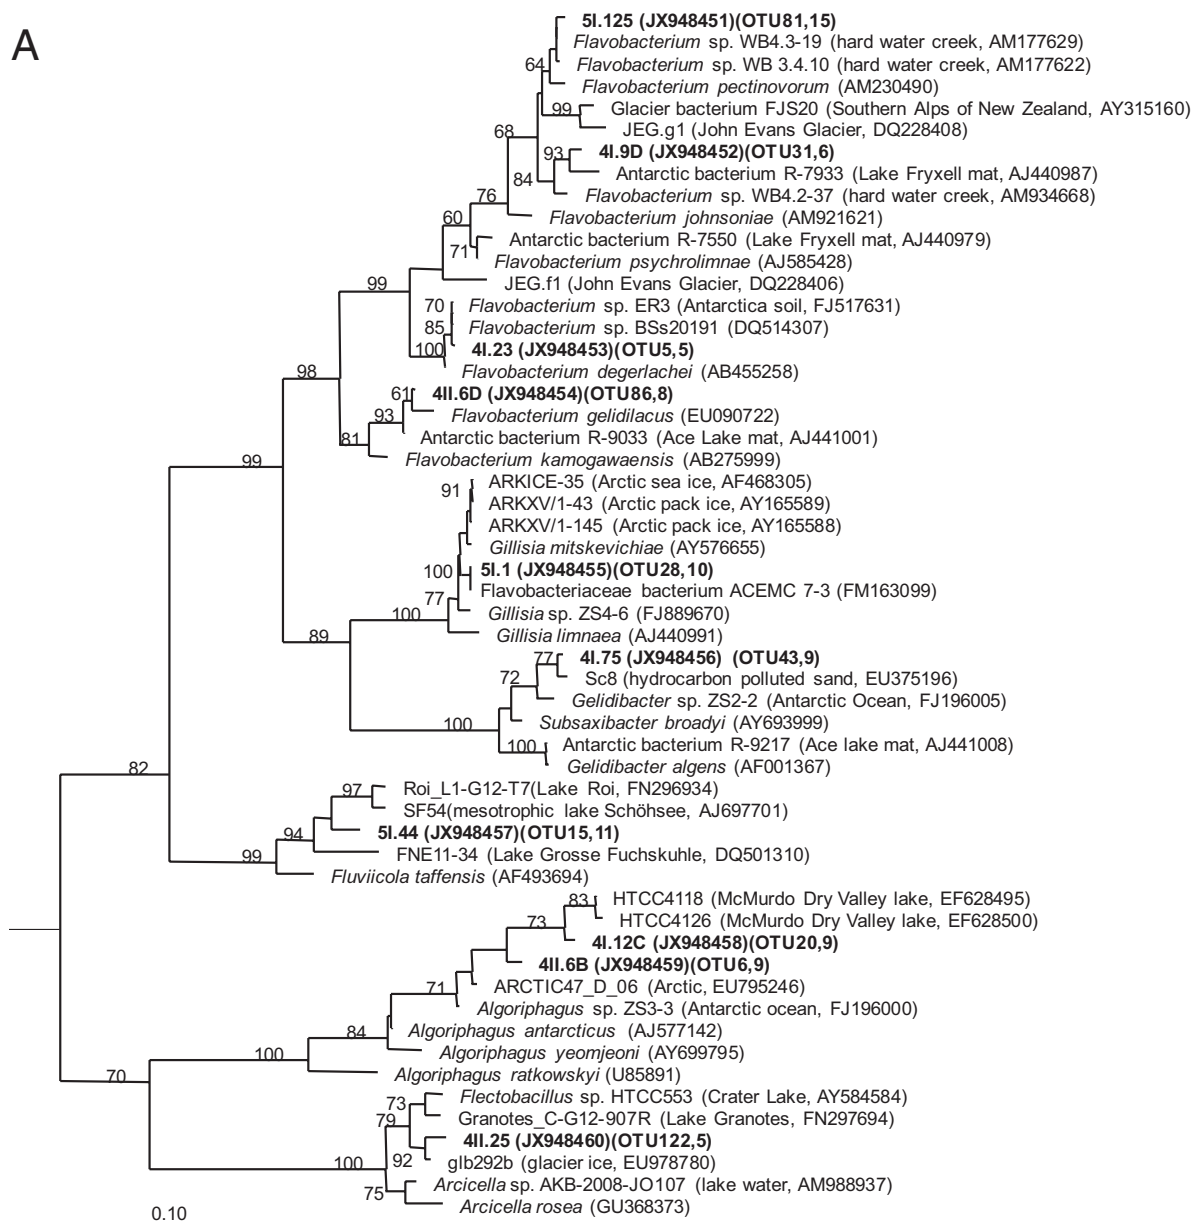 A
5I.125 (JX948451)(OTU81,15)
Flavobacterium sp. WB4.3-19 (hard water creek, AM177629)
64
Flavobacterium sp. WB 3.4.10 (hard water creek, AM177622)
Flavobacterium pectinovorum (AM230490)
99
Glacier bacterium FJS20 (Southern Alps of New Zealand, AY315160)
68
JEG.g1 (John Evans Glacier, DQ228408)
93
4I.9D (JX948452)(OTU31,6)
84
Antarctic bacterium R-7933 (Lake Fryxell mat, AJ440987)
76
Flavobacterium sp. WB4.2-37 (hard water creek, AM934668)
60
Flavobacterium johnsoniae (AM921621)
Antarctic bacterium R-7550 (Lake Fryxell mat, AJ440979)
71
Flavobacterium psychrolimnae (AJ585428)
99
JEG.f1 (John Evans Glacier, DQ228406)
70
Flavobacterium sp. ER3 (Antarctica soil, FJ517631)
85
Flavobacterium sp. BSs20191 (DQ514307)
100
4I.23 (JX948453)(OTU5,5)
98
Flavobacterium degerlachei (AB455258)
61
4II.6D (JX948454)(OTU86,8)
93
Flavobacterium gelidilacus (EU090722)
81
Antarctic bacterium R-9033 (Ace Lake mat, AJ441001)
99
Flavobacterium kamogawaensis (AB275999)
91
ARKICE-35 (Arctic sea ice, AF468305)
ARKXV/1-43 (Arctic pack ice, AY165589)
ARKXV/1-145 (Arctic pack ice, AY165588)
Gillisia mitskevichiae (AY576655)
100
5I.1 (JX948455)(OTU28,10)
Flavobacteriaceae bacterium ACEMC 7-3 (FM163099)
77
100
Gillisia sp. ZS4-6 (FJ889670)
89
Gillisia limnaea (AJ440991)
77
4I.75 (JX948456) (OTU43,9)
72
Sc8 (hydrocarbon polluted sand, EU375196)
Gelidibacter sp. ZS2-2 (Antarctic Ocean, FJ196005)
100
Subsaxibacter broadyi (AY693999)
100
Antarctic bacterium R-9217 (Ace lake mat, AJ441008)
82
Gelidibacter algens (AF001367)
97
Roi_L1-G12-T7(Lake Roi, FN296934)
SF54(mesotrophic lake Schöhsee, AJ697701)
94
5I.44 (JX948457)(OTU15,11)
99
FNE11-34 (Lake Grosse Fuchskuhle, DQ501310)
Fluviicola taffensis (AF493694)
83
HTCC4118 (McMurdo Dry Valley lake, EF628495)
73
HTCC4126 (McMurdo Dry Valley lake, EF628500)
4I.12C (JX948458)(OTU20,9)
4II.6B (JX948459)(OTU6,9)
71
ARCTIC47_D_06 (Arctic, EU795246)
Algoriphagus sp. ZS3-3 (Antarctic ocean, FJ196000)
84
Algoriphagus antarcticus (AJ577142)
100
Algoriphagus yeomjeoni (AY699795)
70
Algoriphagus ratkowskyi (U85891)
73
Flectobacillus sp. HTCC553 (Crater Lake, AY584584)
79
Granotes_C-G12-907R (Lake Granotes, FN297694)
4II.25 (JX948460)(OTU122,5)
100
92
glb292b (glacier ice, EU978780)
75
Arcicella sp. AKB-2008-JO107 (lake water, AM988937)
Arcicella rosea (GU368373)
0.10